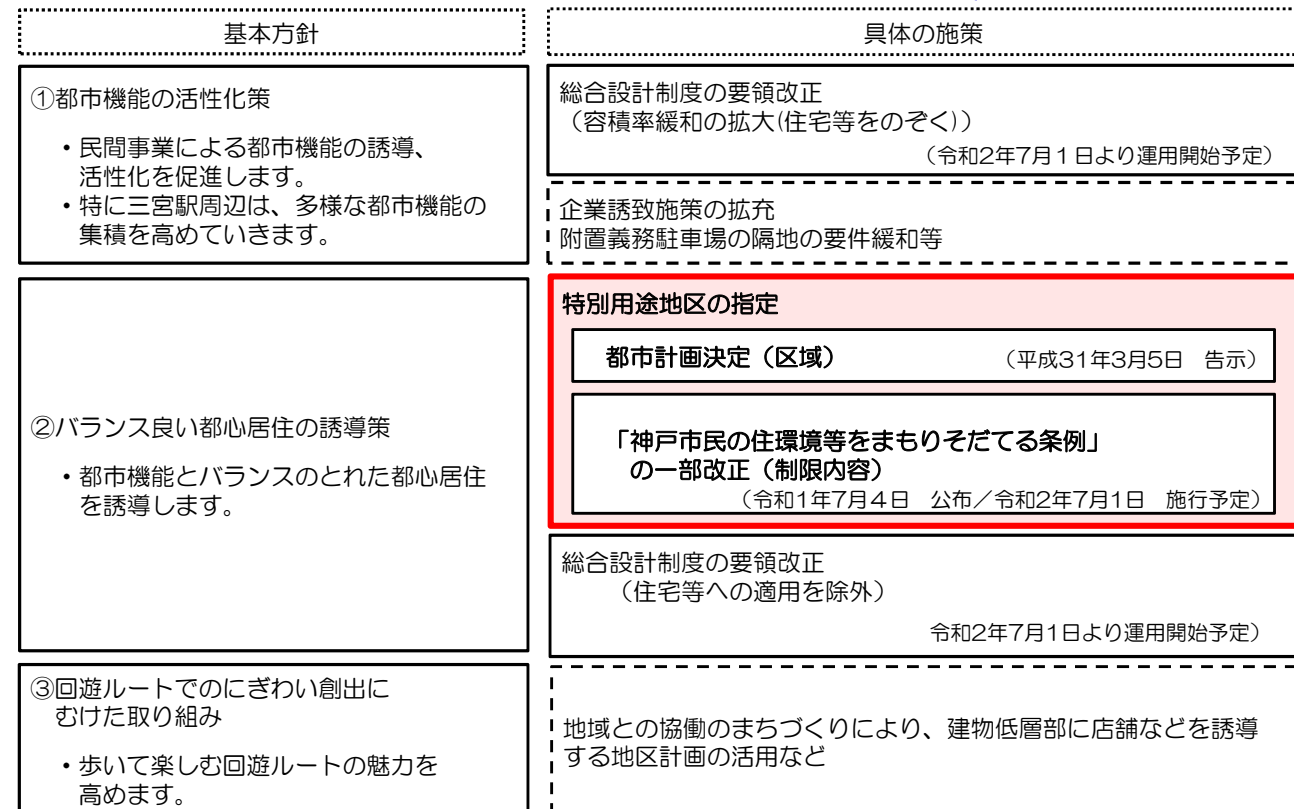 基本方針
具体の施策
①都市機能の活性化策
・民間事業による都市機能の誘導、
活性化を促進します。
・特に三宮駅周辺は、多様な都市機能の
集積を高めていきます。
総合設計制度の要領改正
（容積率緩和の拡大(住宅等をのぞく)）
（令和2年7月１日より運用開始予定）
企業誘致施策の拡充
附置義務駐車場の隔地の要件緩和等
②バランス良い都心居住の誘導策
・都市機能とバランスのとれた都心居住
を誘導します。
特別用途地区の指定
都市計画決定（区域）　（平成31年3月5日　告示）
「神戸市民の住環境等をまもりそだてる条例」
の一部改正（制限内容）
（令和1年7月４日　公布／令和2年7月1日　施行予定）
総合設計制度の要領改正
（住宅等への適用を除外）
令和2年7月1日より運用開始予定）
③回遊ルートでのにぎわい創出に
むけた取り組み
・歩いて楽しむ回遊ルートの魅力を
高めます。
地域との協働のまちづくりにより、建物低層部に店舗などを誘導
する地区計画の活用など